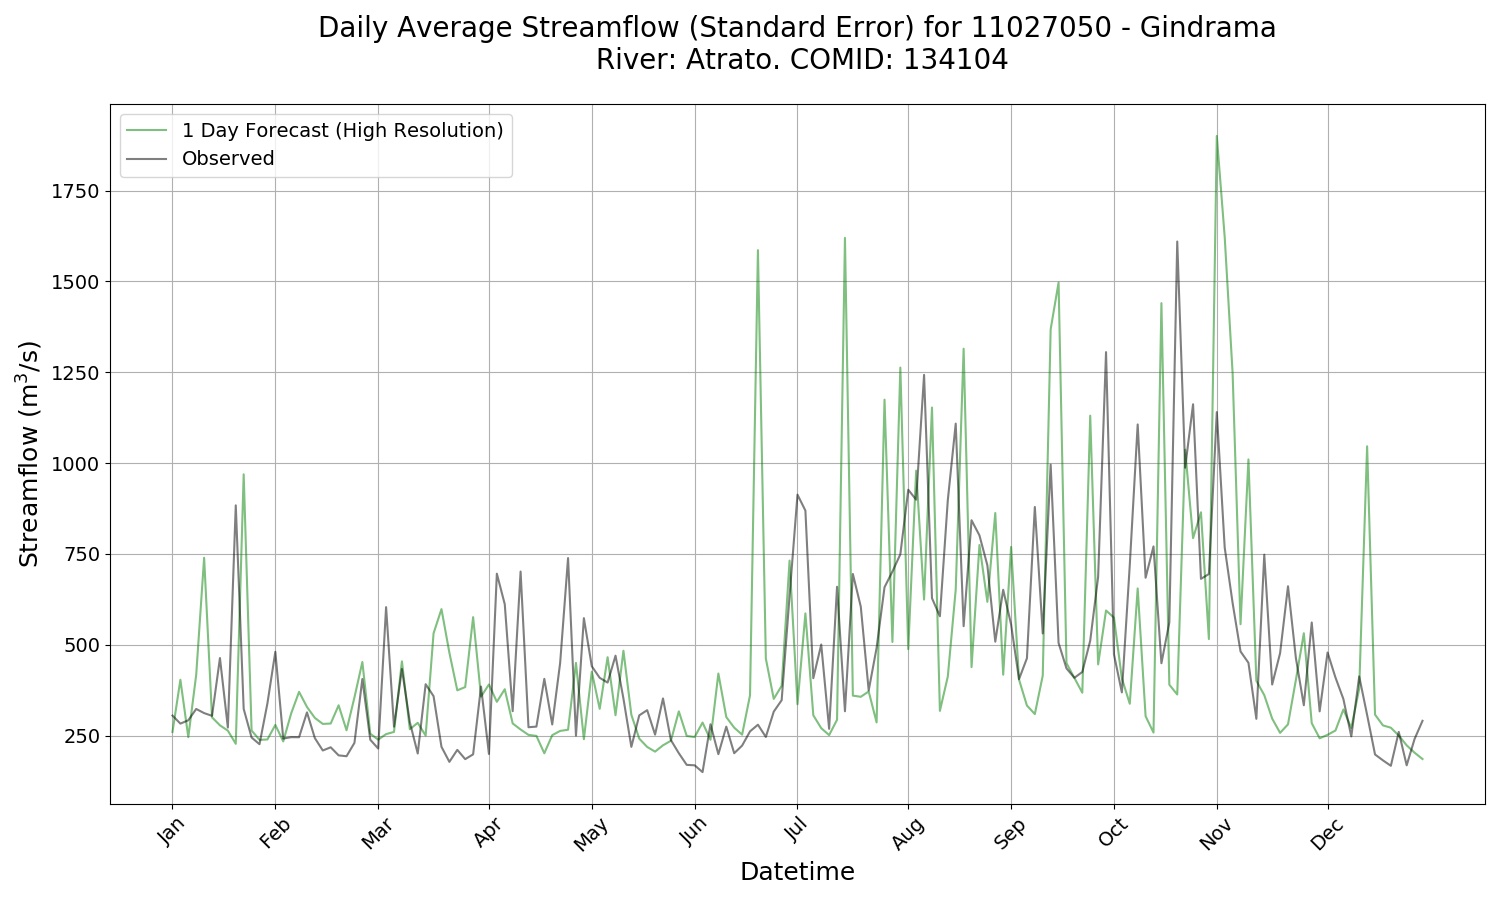 Daily Average Streamflow (Standard Error) for 11027050 - Gindrama
River: Atrato. COMID: 134104
1 Day Forecast (High Resolution)
Observed
Streamflow (m³/s)
1750
1500
1250
1000
750
500
250
Jan Feb Mar Apr May Jun Jul Aug Sep Oct Nov Dec
Datetime